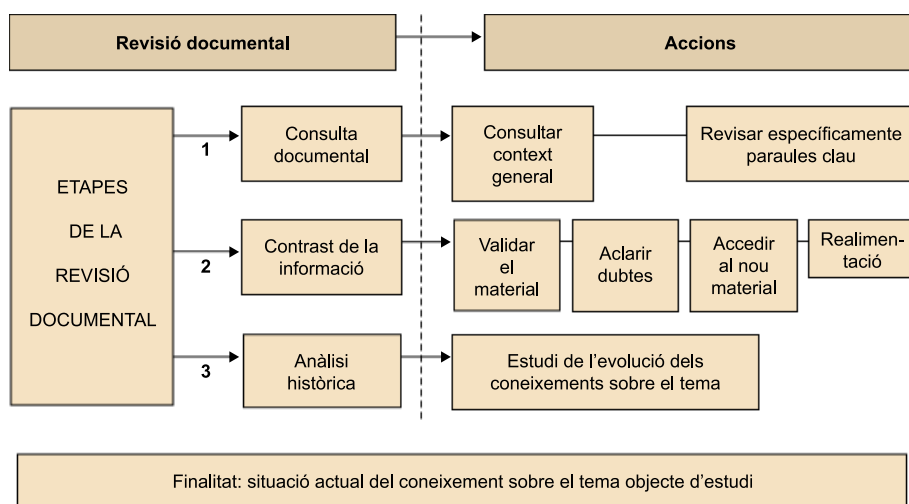 Revisió documental
Accions
ETAPES
DE LA
REVISIÓ
DOCUMENTAL
1
Consulta
documental
Consultar
context
general
Revisar específicamente
paraules clau
2
Contrast de la
informació
Validar
el
material
Aclarir
dubtes
Accedir
al nou
material
Realimen-
tació
3
Anàlisi
històrica
Estudi de l’evolució dels
coneixements sobre el tema
Finalitat: situació actual del coneixement sobre el tema objecte d’estudi